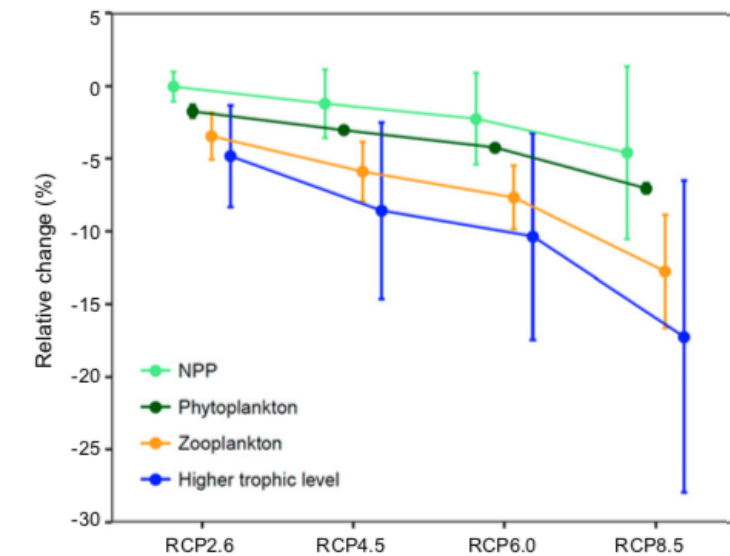 5
0
-5
-10
-15
-20
-25
-30
Relative change (%)
NPP
Phytoplankton
Zooplankton
Higher trophic level
RCP2.6 RCP4.5 RCP6.0 RCP8.5